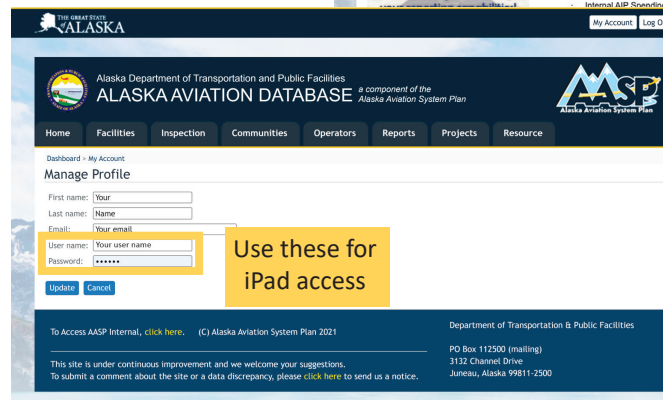 Internal AIP Spending
THE GREAT STATE
of ALASKA
My Account Log O
Alaska Department of Transportation and Public Facilities
ALASKA AVIATION DATABASE a component of the
Alaska Aviation System Plan
AASP
Alaska Aviation System Plan
Home Facilities Inspection Communities Operators Reports Projects Resource
Dashboard > My Account
Manage Profile
First name: Your
Last name: Name
Email: Your email
User name: Your user name
Password: ••••••
Use these for
iPad access
Update Cancel
To Access AASP Internal, click here. (C) Alaska Aviation System Plan 2021
This site is under continuous improvement and we welcome your suggestions.
To submit a comment about the site or a data discrepancy, please click here to send us a notice.
Department of Transportation & Public Facilities
PO Box 112500 (mailing)
3132 Channel Drive
Juneau, Alaska 99811-2500